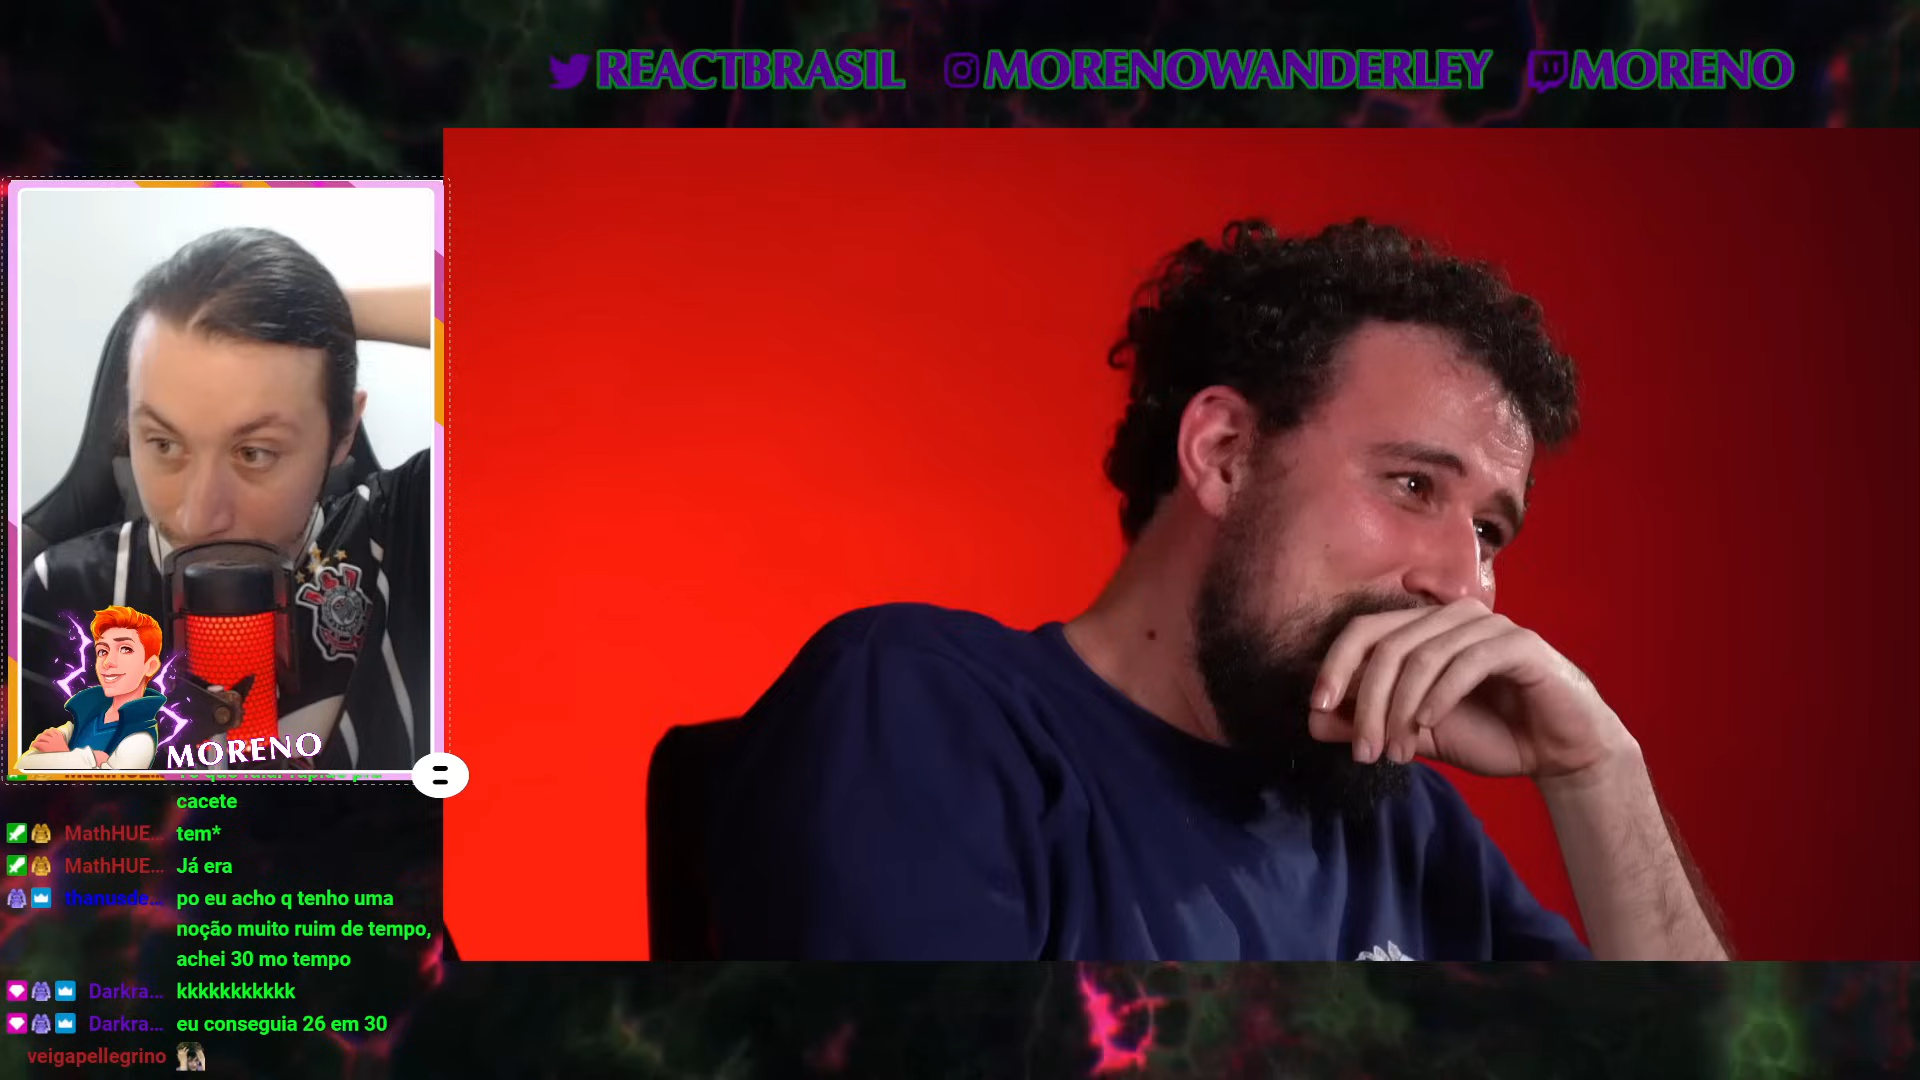 REACTBRASIL MORENOWANDERLEY MORENO
MORENO
cacete
MathHUE... tem*
MathHUE... Já era
thanusde... po eu acho q tenho uma
noção muito ruim de tempo,
achei 30 mo tempo
Darkra... kkkkkkkkkkk
Darkra... eu conseguia 26 em 30
veigapellegrino